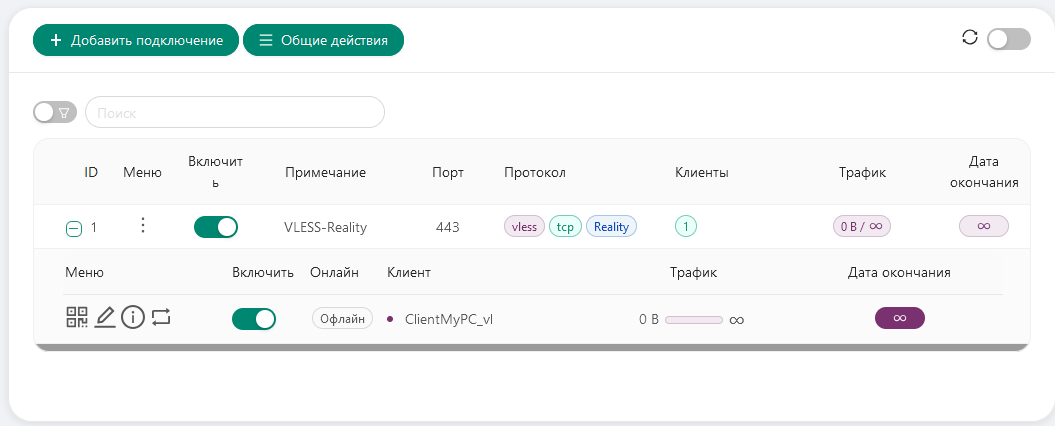 + Добавить подключение
Общие действия
Поиск
ID Меню Включит
ь Примечание Порт Протокол Клиенты Трафик Дата
окончания
1 VLESS-Reality 443 vless tcp Reality 1 0 B / ∞ ∞
Меню Включить Онлайн Клиент Трафик Дата окончания
Офлайн ClientMyPC_vl 0 B ∞ ∞